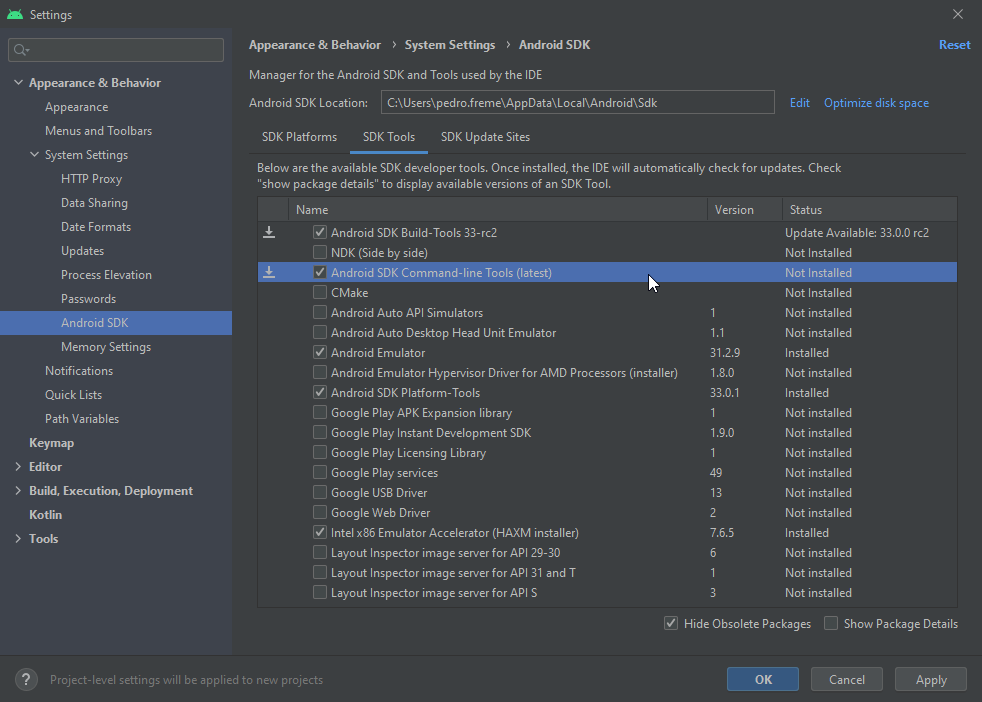 Settings
Appearance & Behavior › System Settings › Android SDK Reset
Manager for the Android SDK and Tools used by the IDE
Android SDK Location: C:\Users\pedro.freme\AppData\Local\Android\Sdk Edit Optimize disk space
Appearance & Behavior
Appearance
Menus and Toolbars
System Settings
HTTP Proxy
Data Sharing
Date Formats
Updates
Process Elevation
Passwords
Android SDK
Memory Settings
Notifications
Quick Lists
Path Variables
Keymap
Editor
Build, Execution, Deployment
Kotlin
Tools
SDK Platforms SDK Tools SDK Update Sites
Below are the available SDK developer tools. Once installed, the IDE will automatically check for updates. Check
"show package details" to display available versions of an SDK Tool.
Name Version Status
Android SDK Build-Tools 33-rc2 Update Available: 33.0.0 rc2
NDK (Side by side) Not Installed
Android SDK Command-line Tools (latest) Not Installed
CMake Not Installed
Android Auto API Simulators 1 Not installed
Android Auto Desktop Head Unit Emulator 1.1 Not installed
Android Emulator 31.2.9 Installed
Android Emulator Hypervisor Driver for AMD Processors (installer) 1.8.0 Not installed
Android SDK Platform-Tools 33.0.1 Installed
Google Play APK Expansion library 1 Not installed
Google Play Instant Development SDK 1.9.0 Not installed
Google Play Licensing Library 1 Not installed
Google Play services 49 Not installed
Google USB Driver 13 Not installed
Google Web Driver 2 Not installed
Intel x86 Emulator Accelerator (HAXM installer) 7.6.5 Installed
Layout Inspector image server for API 29-30 6 Not installed
Layout Inspector image server for API 31 and T 1 Not installed
Layout Inspector image server for API S 3 Not installed
Hide Obsolete Packages Show Package Details
? Project-level settings will be applied to new projects
OK Cancel Apply